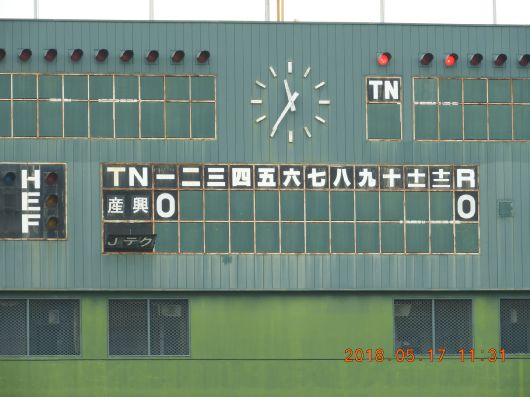 TN
H
E
F
TN 一 二 三 四 五 六 七 八 九 十 土 士 R
産興 0 0
Jテク
2018.05.17 11:31